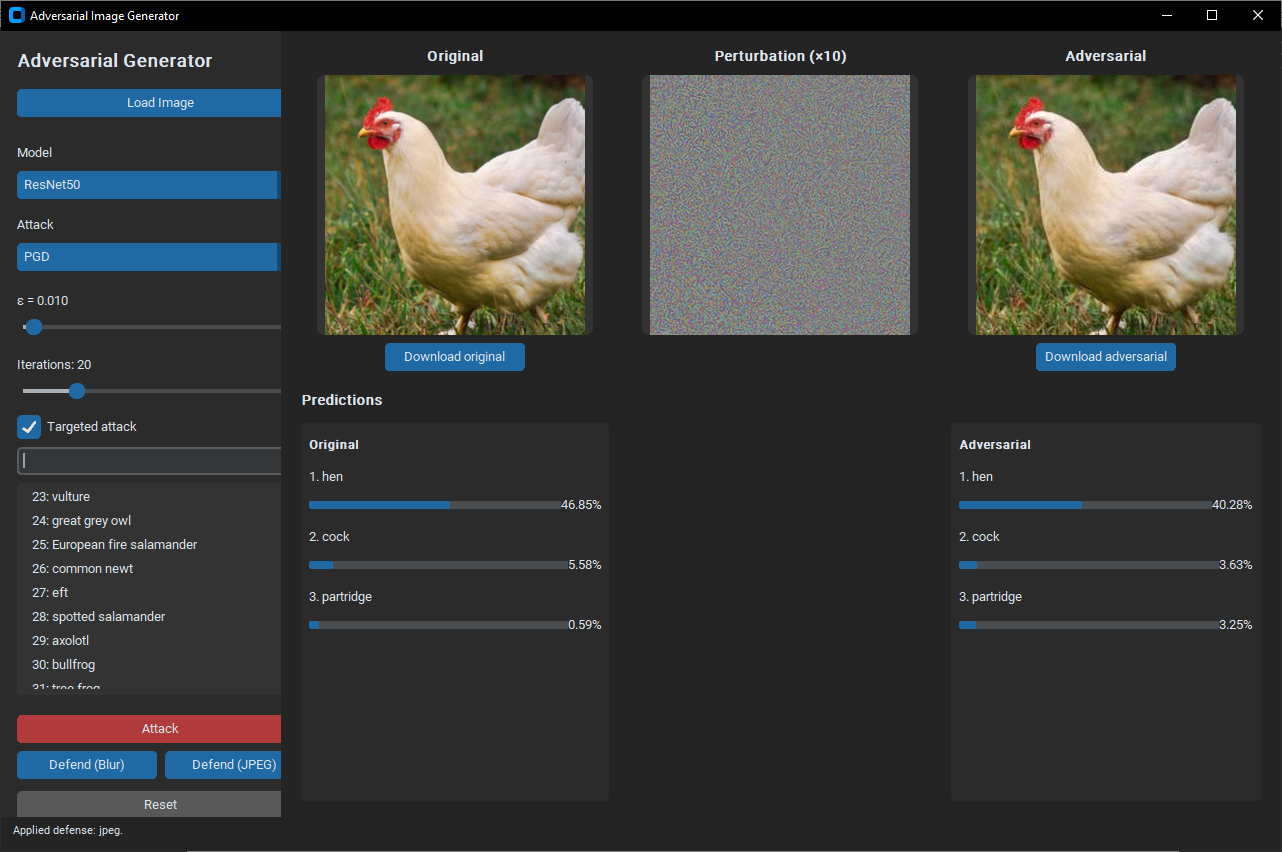 Adversarial Image Generator
Adversarial Generator
Load Image
Model
ResNet50
Attack
PGD
ε = 0.010
Iterations: 20
Targeted attack
23: vulture
24: great grey owl
25: European fire salamander
26: common newt
27: eft
28: spotted salamander
29: axolotl
30: bullfrog
31: tree frog
Attack
Defend (Blur) Defend (JPEG)
Reset
Applied defense: jpeg.
Original Perturbation (×10) Adversarial
Download original Download adversarial
Predictions
Original
1. hen
46.85%
2. cock
5.58%
3. partridge
0.59%
Adversarial
1. hen
40.28%
2. cock
3.63%
3. partridge
3.25%